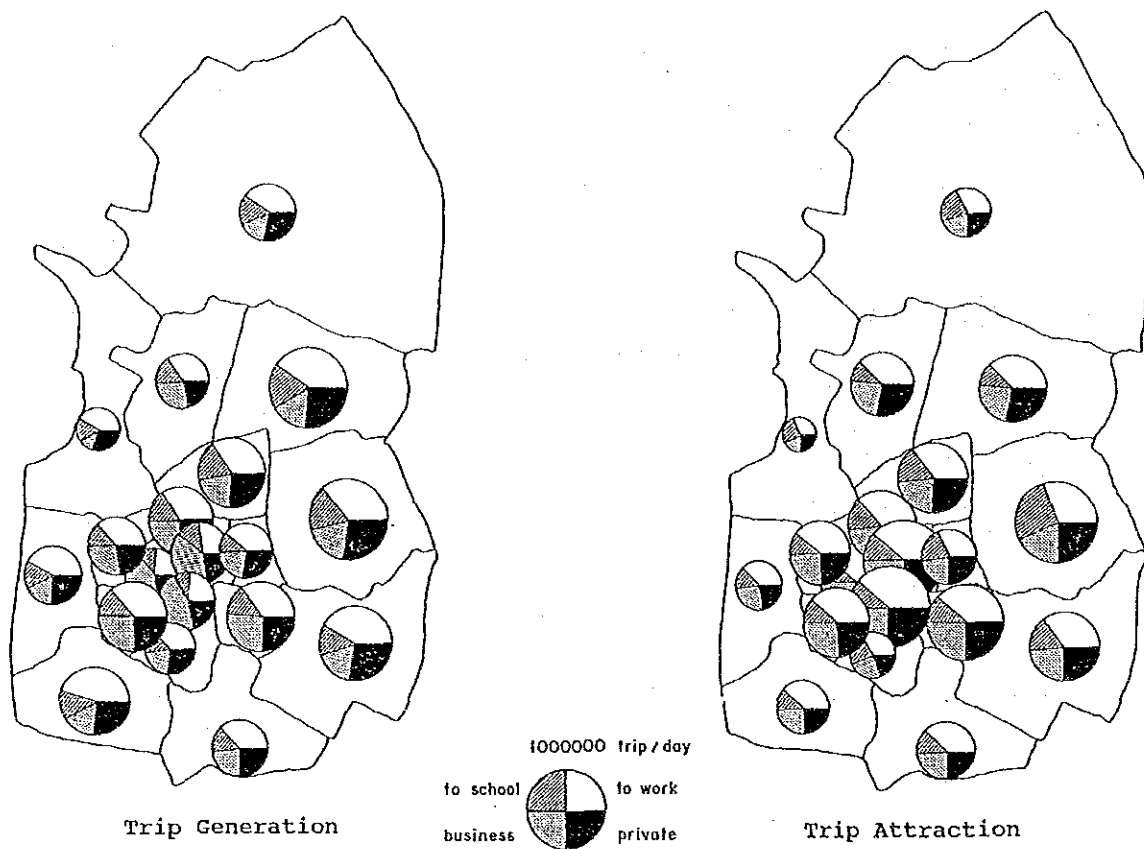 1000000 trip / day
to school to work
business private
Trip Generation
Trip Attraction